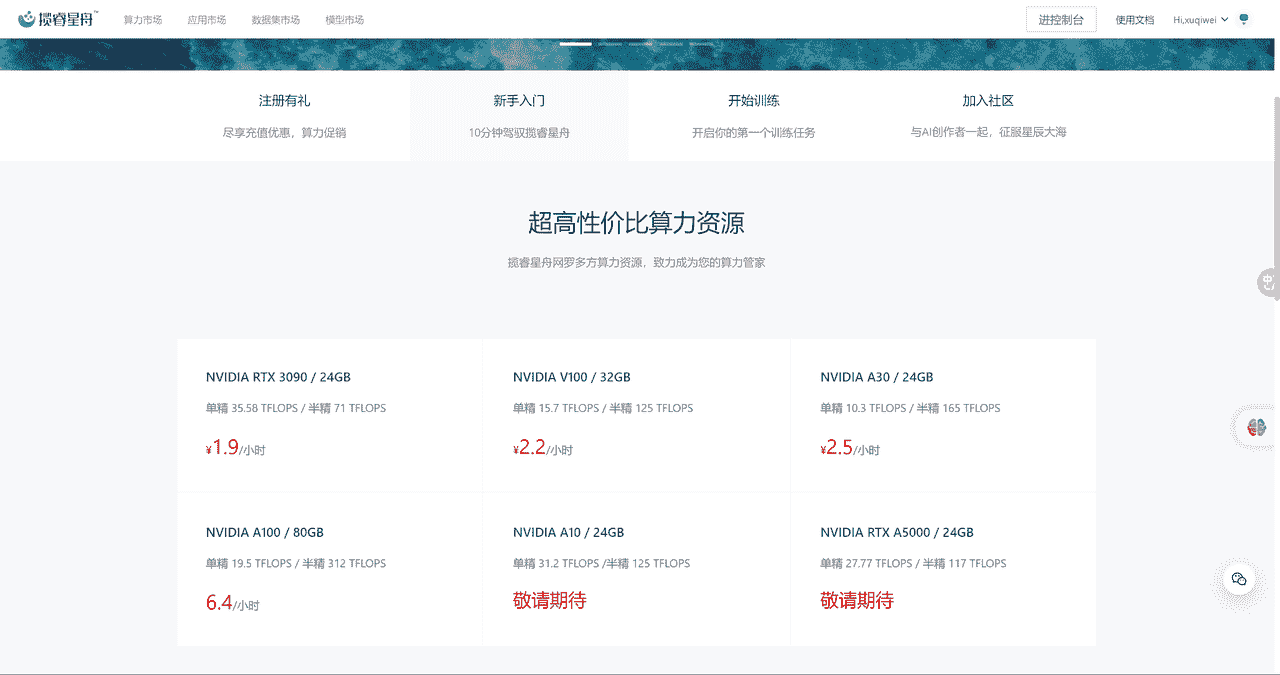 揽睿星舟™ 算力市场 应用市场 数据集市场 模型市场 进控制台 使用文档 Hi,xuqiwei
注册有礼 新手入门 开始训练 加入社区
尽享充值优惠，算力促销 10分钟驾驭揽睿星舟 开启你的第一个训练任务 与AI创作者一起，征服星辰大海
超高性价比算力资源
揽睿星舟网罗多方算力资源，致力成为您的算力管家
NVIDIA RTX 3090 / 24GB NVIDIA V100 / 32GB NVIDIA A30 / 24GB
单精 35.58 TFLOPS / 半精 71 TFLOPS 单精 15.7 TFLOPS / 半精 125 TFLOPS 单精 10.3 TFLOPS / 半精 165 TFLOPS
¥1.9/小时 ¥2.2/小时 ¥2.5/小时
NVIDIA A100 / 80GB NVIDIA A10 / 24GB NVIDIA RTX A5000 / 24GB
单精 19.5 TFLOPS / 半精 312 TFLOPS 单精 31.2 TFLOPS /半精 125 TFLOPS 单精 27.77 TFLOPS / 半精 117 TFLOPS
6.4/小时 敬请期待 敬请期待